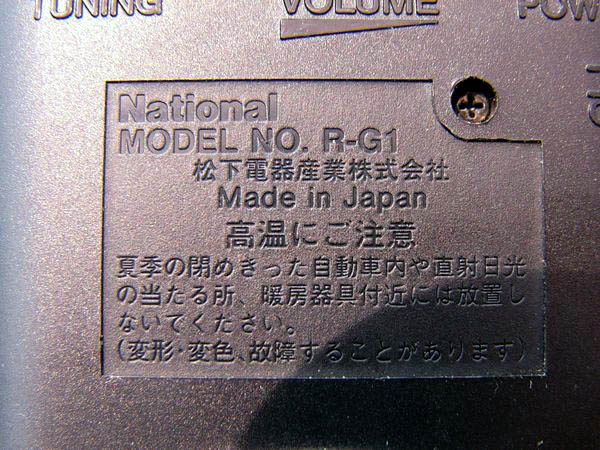 TUNING VOLUME POW
National
MODEL NO. R-G1
松下電器産業株式会社
Made in Japan
高温にご注意
夏季の閉めきった自動車内や直射日光
の当たる所、暖房器具付近には放置し
ないでください。
(変形・変色、故障することがあります)